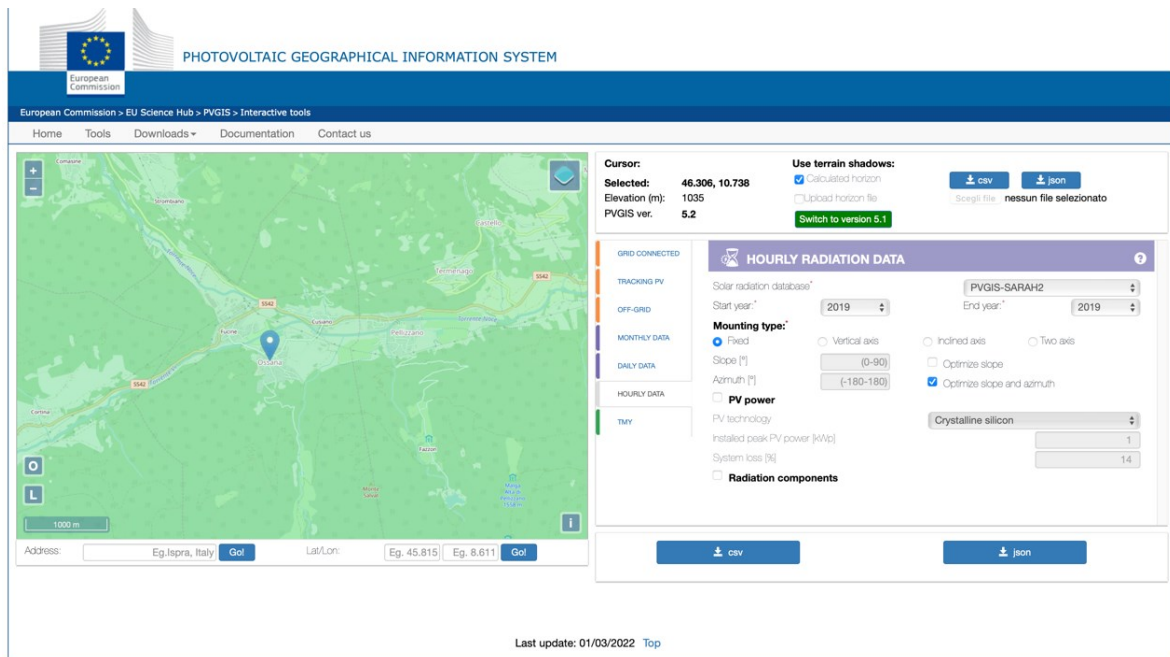 European
Commission
PHOTOVOLTAIC GEOGRAPHICAL INFORMATION SYSTEM
European Commission > EU Science Hub > PVGIS > Interactive tools
Home Tools Downloads Documentation Contact us
+
−
Comasine
Strombiano
Castello
Termenago
SS42
SS42
Fucine
Cusiano
Pellizzano
Ossana
SS42
Cortina
Fazzon
O
L
1000 m
i
Address: Eg.Ispra, Italy Go! Lat/Lon: Eg. 45.815 Eg. 8.611 Go!
Cursor:
Selected: 46.306, 10.738
Elevation (m): 1035
PVGIS ver. 5.2
Use terrain shadows:
Calculated horizon
Upload horizon file
Switch to version 5.1
csv json
Scegli file nessun file selezionato
GRID CONNECTED
TRACKING PV
OFF-GRID
MONTHLY DATA
DAILY DATA
HOURLY DATA
TMY
HOURLY RADIATION DATA ?
Solar radiation database* PVGIS-SARAH2
Start year:* 2019 End year:* 2019
Mounting type:*
Fixed Vertical axis Inclined axis Two axis
Slope [°] (0-90) Optimize slope
Azimuth [°] (-180-180) Optimize slope and azimuth
PV power
PV technology Crystalline silicon
Installed peak PV power [kWp] 1
System loss [%] 14
Radiation components
csv json
Last update: 01/03/2022 Top